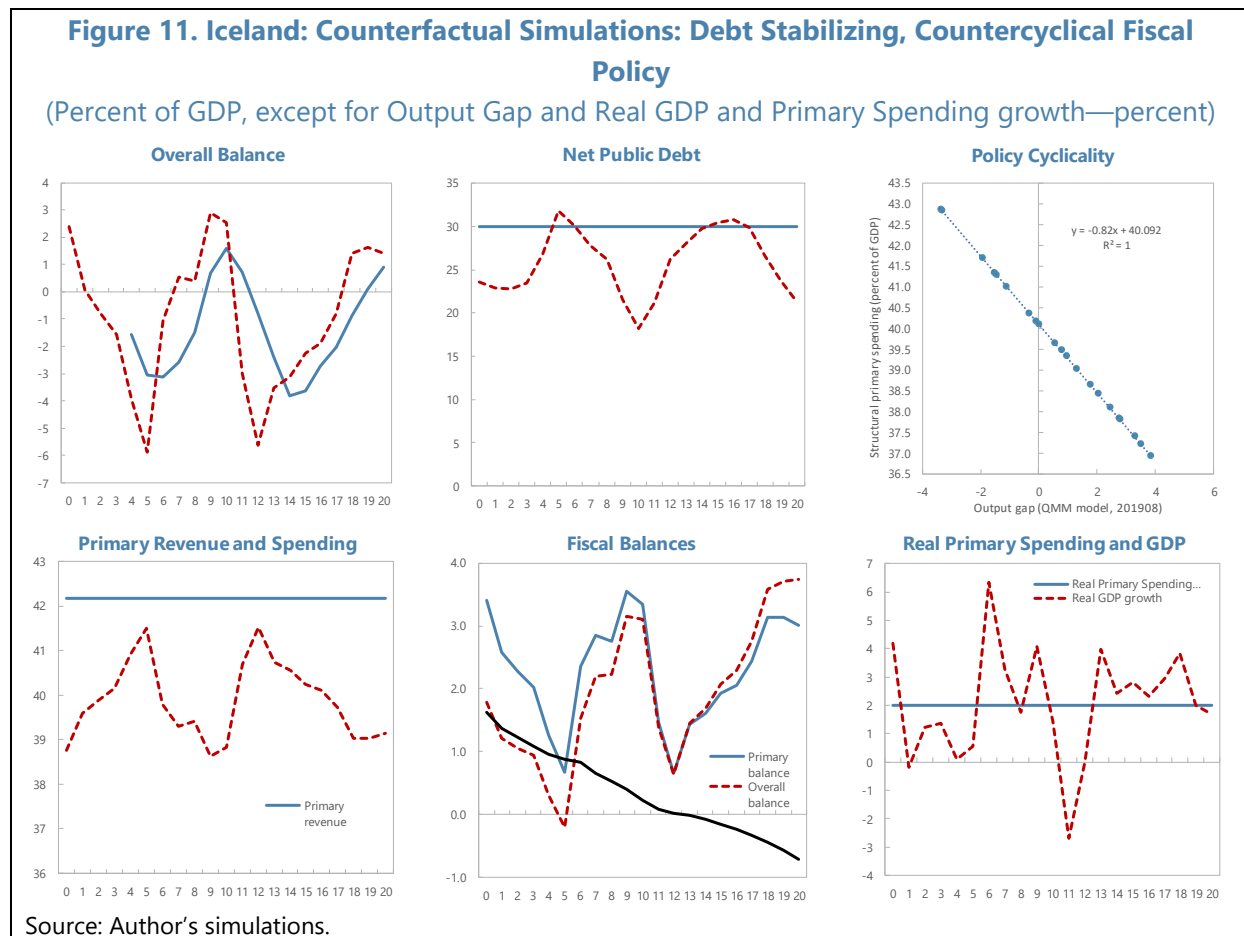 Figure 11. Iceland: Counterfactual Simulations: Debt Stabilizing, Countercyclical Fiscal
Policy
(Percent of GDP, except for Output Gap and Real GDP and Primary Spending growth—percent)
Overall Balance
4
3
2
1
0
-1
-2
-3
-4
-5
-6
-7
0 1 2 3 4 5 6 7 8 9 10 11 12 13 14 15 16 17 18 19 20
Net Public Debt
35
30
25
20
15
10
5
0
0 1 2 3 4 5 6 7 8 9 10 11 12 13 14 15 16 17 18 19 20
Policy Cyclicality
Structural primary spending (percent of GDP)
43.5
43.0
42.5
42.0
41.5
41.0
40.5
40.0
39.5
39.0
38.5
38.0
37.5
37.0
36.5
y = -0.82x + 40.092
R² = 1
-4 -2 0 2 4 6
Output gap (QMM model, 201908)
Primary Revenue and Spending
43
42
41
40
39
38
37
36
Primary
revenue
0 1 2 3 4 5 6 7 8 9 10 11 12 13 14 15 16 17 18 19 20
Fiscal Balances
4.0
3.0
2.0
1.0
0.0
-1.0
Primary
balance
Overall
balance
0 1 2 3 4 5 6 7 8 9 10 11 12 13 14 15 16 17 18 19 20
Real Primary Spending and GDP
7
6
5
4
3
2
1
0
-1
-2
-3
-4
Real Primary Spending...
Real GDP growth
0 1 2 3 4 5 6 7 8 9 10 11 12 13 14 15 16 17 18 19 20
Source: Author's simulations.